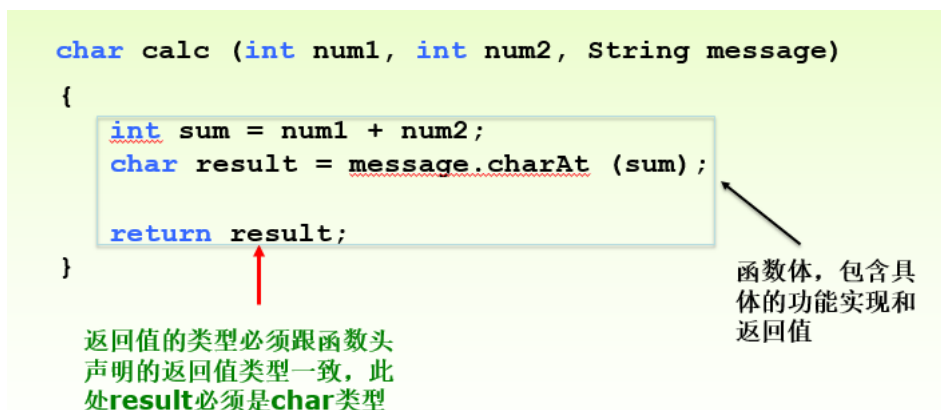 char calc (int num1, int num2, String message)
{
int sum = num1 + num2;
char result = message.charAt (sum);
return result;
}
函数体，包含具
体的功能实现和
返回值
返回值的类型必须跟函数头
声明的返回值类型一致，此
处result必须是char类型